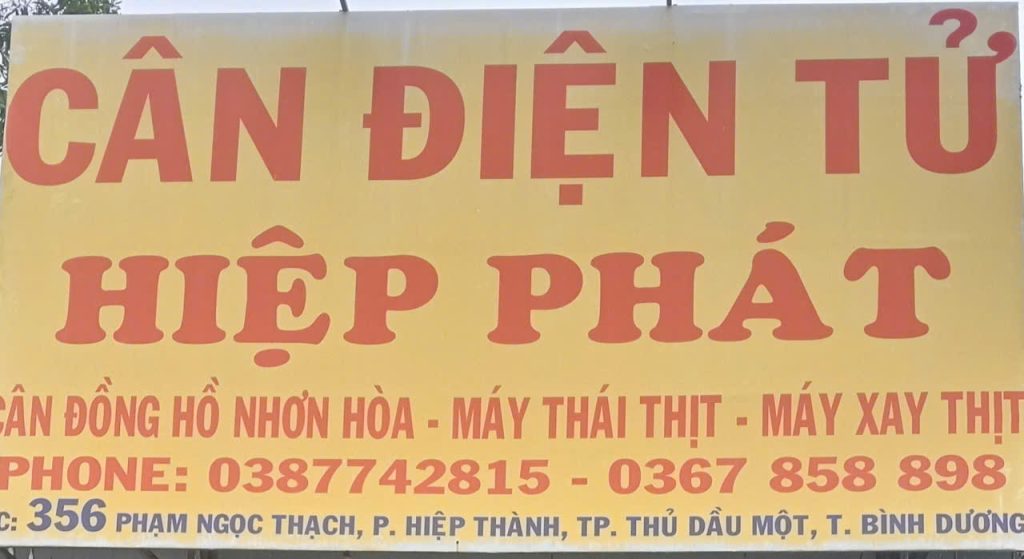 CÂN ĐIỆN TỬ
HIỆP PHÁT
CÂN ĐỒNG HỒ NHƠN HÒA - MÁY THÁI THỊT - MÁY XAY THỊT
PHONE: 0387742815 - 0367 858 898
C: 356 PHẠM NGỌC THẠCH, P. HIỆP THÀNH, TP. THỦ DẦU MỘT, T. BÌNH DƯƠNG